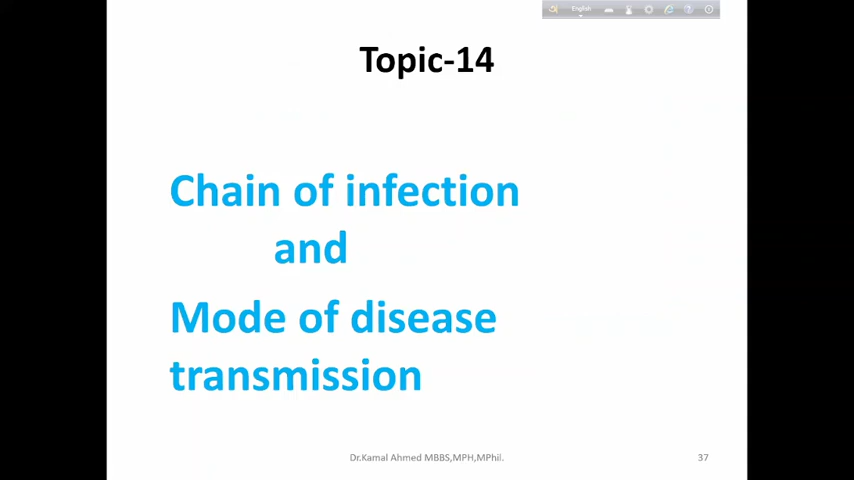 English
Topic-14
Chain of infection
and
Mode of disease
transmission
Dr.Kamal Ahmed MBBS,MPH,MPhil.
37